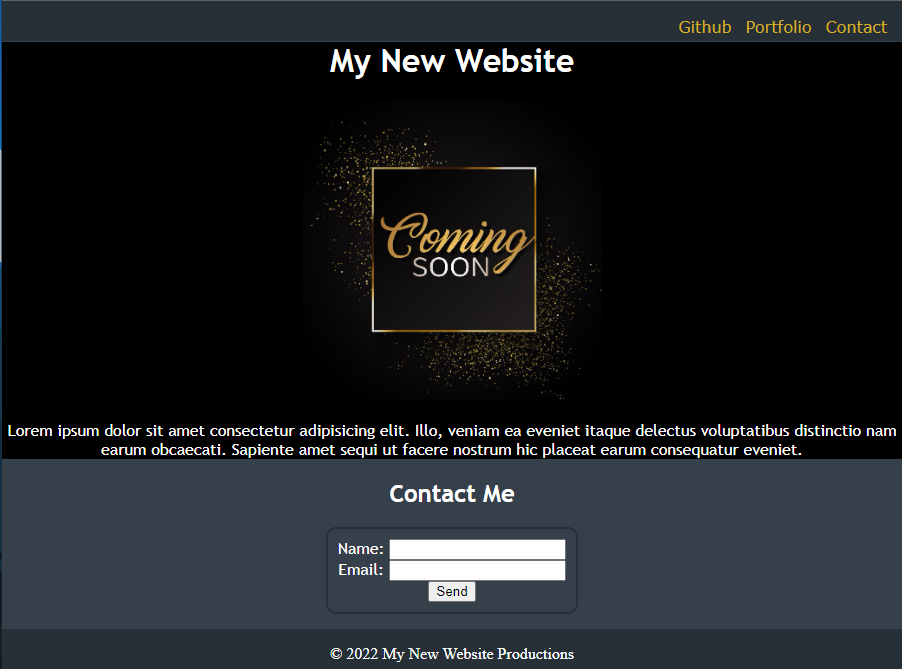 Github Portfolio Contact
My New Website
Coming
SOON
Lorem ipsum dolor sit amet consectetur adipisicing elit. Illo, veniam ea eveniet itaque delectus voluptatibus distinctio nam
earum obcaecati. Sapiente amet sequi ut facere nostrum hic placeat earum consequatur eveniet.
Contact Me
Name:
Email:
Send
© 2022 My New Website Productions